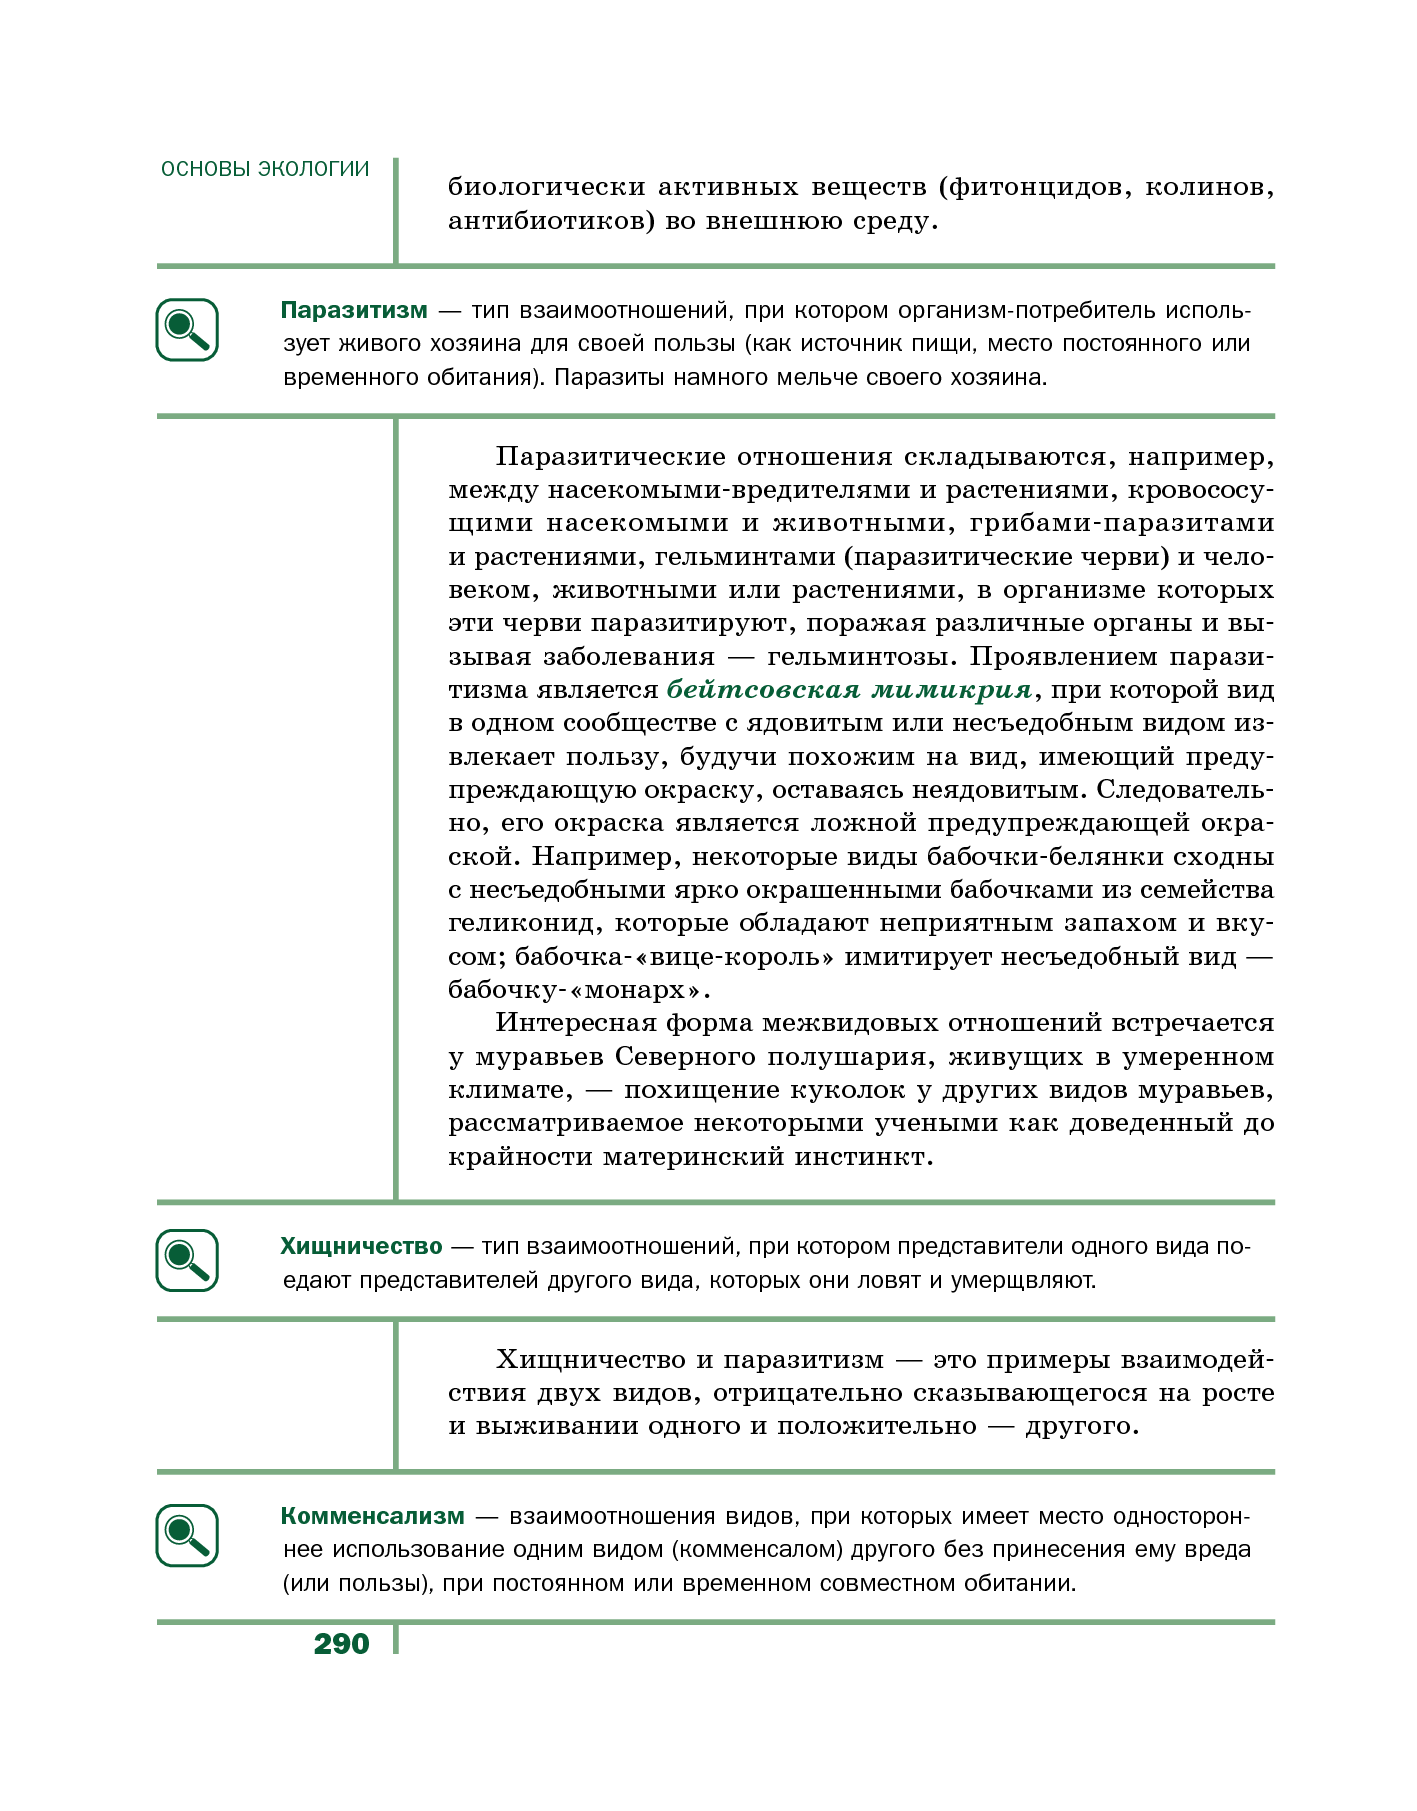 ОСНОВЫ ЭКОЛОГИИ
биологически активных веществ (фитонцидов, колинов,
антибиотиков) во внешнюю среду.
Паразитизм — тип взаимоотношений, при котором организм-потребитель исполь-
зует живого хозяина для своей пользы (как источник пищи, место постоянного или
временного обитания). Паразиты намного мельче своего хозяина.
Паразитические отношения складываются, например,
между насекомыми-вредителями и растениями, кровососу-
щими насекомыми и животными, грибами-паразитами
и растениями, гельминтами (паразитические черви) и чело-
веком, животными или растениями, в организме которых
эти черви паразитируют, поражая различные органы и вы-
зывая заболевания — гельминтозы. Проявлением парази-
тизма является бейтсовская мимикрия, при которой вид
в одном сообществе с ядовитым или несъедобным видом из-
влекает пользу, будучи похожим на вид, имеющий преду-
преждающую окраску, оставаясь неядовитым. Следователь-
но, его окраска является ложной предупреждающей окра-
ской. Например, некоторые виды бабочки-белянки сходны
с несъедобными ярко окрашенными бабочками из семейства
геликонид, которые обладают неприятным запахом и вку-
сом; бабочка-«вице-король» имитирует несъедобный вид —
бабочку-«монарх».
Интересная форма межвидовых отношений встречается
у муравьев Северного полушария, живущих в умеренном
климате, — похищение куколок у других видов муравьев,
рассматриваемое некоторыми учеными как доведенный до
крайности материнский инстинкт.
Хищничество — тип взаимоотношений, при котором представители одного вида по-
едают представителей другого вида, которых они ловят и умерщвляют.
Хищничество и паразитизм — это примеры взаимодей-
ствия двух видов, отрицательно сказывающегося на росте
и выживании одного и положительно — другого.
Комменсализм — взаимоотношения видов, при которых имеет место односторон-
нее использование одним видом (комменсалом) другого без принесения ему вреда
(или пользы), при постоянном или временном совместном обитании.
290